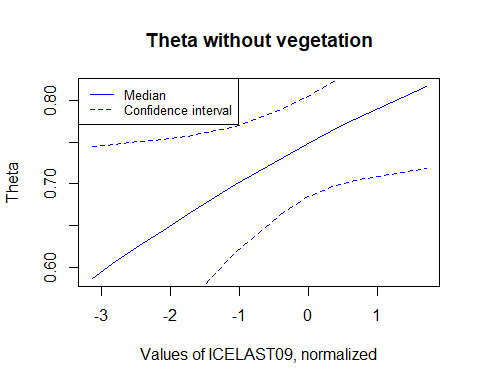 Theta without vegetation
Median
Confidence interval
Theta
0.80
0.70
0.60
-3 -2 -1 0 1
Values of ICELAST09, normalized